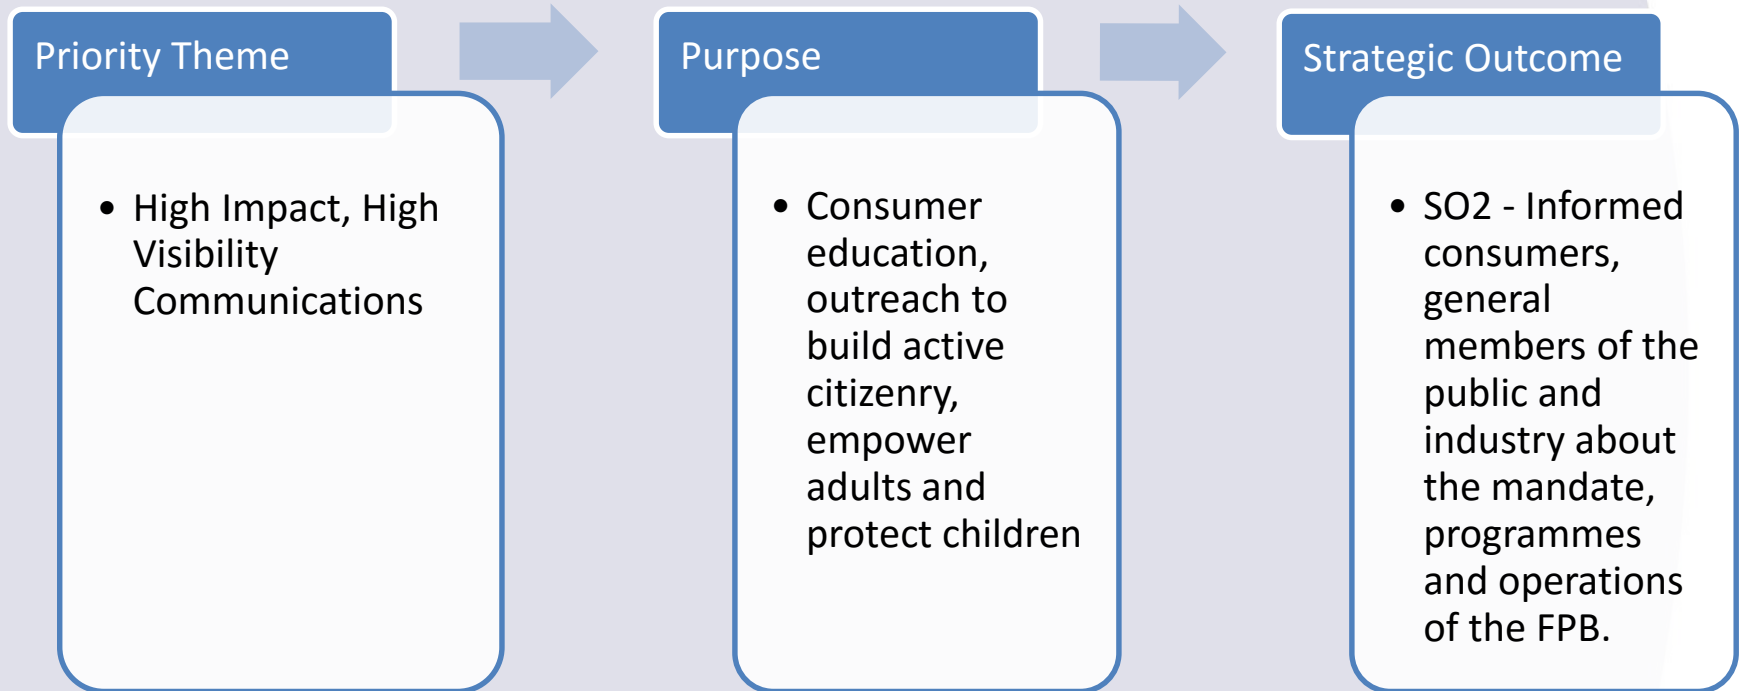 Priority Theme
• High Impact, High
Visibility
Communications
Purpose
• Consumer
education,
outreach to
build active
citizenry,
empower
adults and
protect children
Strategic Outcome
• SO2 - Informed
consumers,
general
members of the
public and
industry about
the mandate,
programmes
and operations
of the FPB.